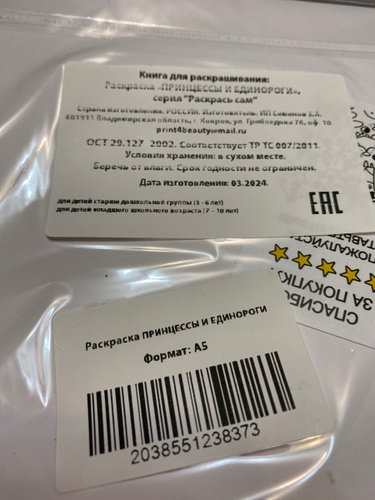 Книга для раскрашивания:
Раскраска «ПРИНЦЕССЫ И ЕДИНОРОГИ»,
серия "Раскрась сам"
Страна изготовления: РОССИЯ. Изготовитель: ИП Семенов Е.А.
601911 Владимирская область, г. Ковров, ул. Грибоедова 76, оф. 10
print4beauty@mail.ru
ОСТ 29.127-2002. Соответствует ТР ТС 007/2011.
Условия хранения: в сухом месте.
Беречь от влаги. Срок годности не ограничен.
Дата изготовления: 03.2024.
для детей старше дошкольной группы (3 - 6 лет)
для детей младшего школьного возраста (7 - 10 лет)
EAC
СПАСИБО
ЗА ПОКУПКУ
ПОЖАЛУЙСТА
Раскраска ПРИНЦЕССЫ И ЕДИНОРОГИ
Формат: А5
2038551238373